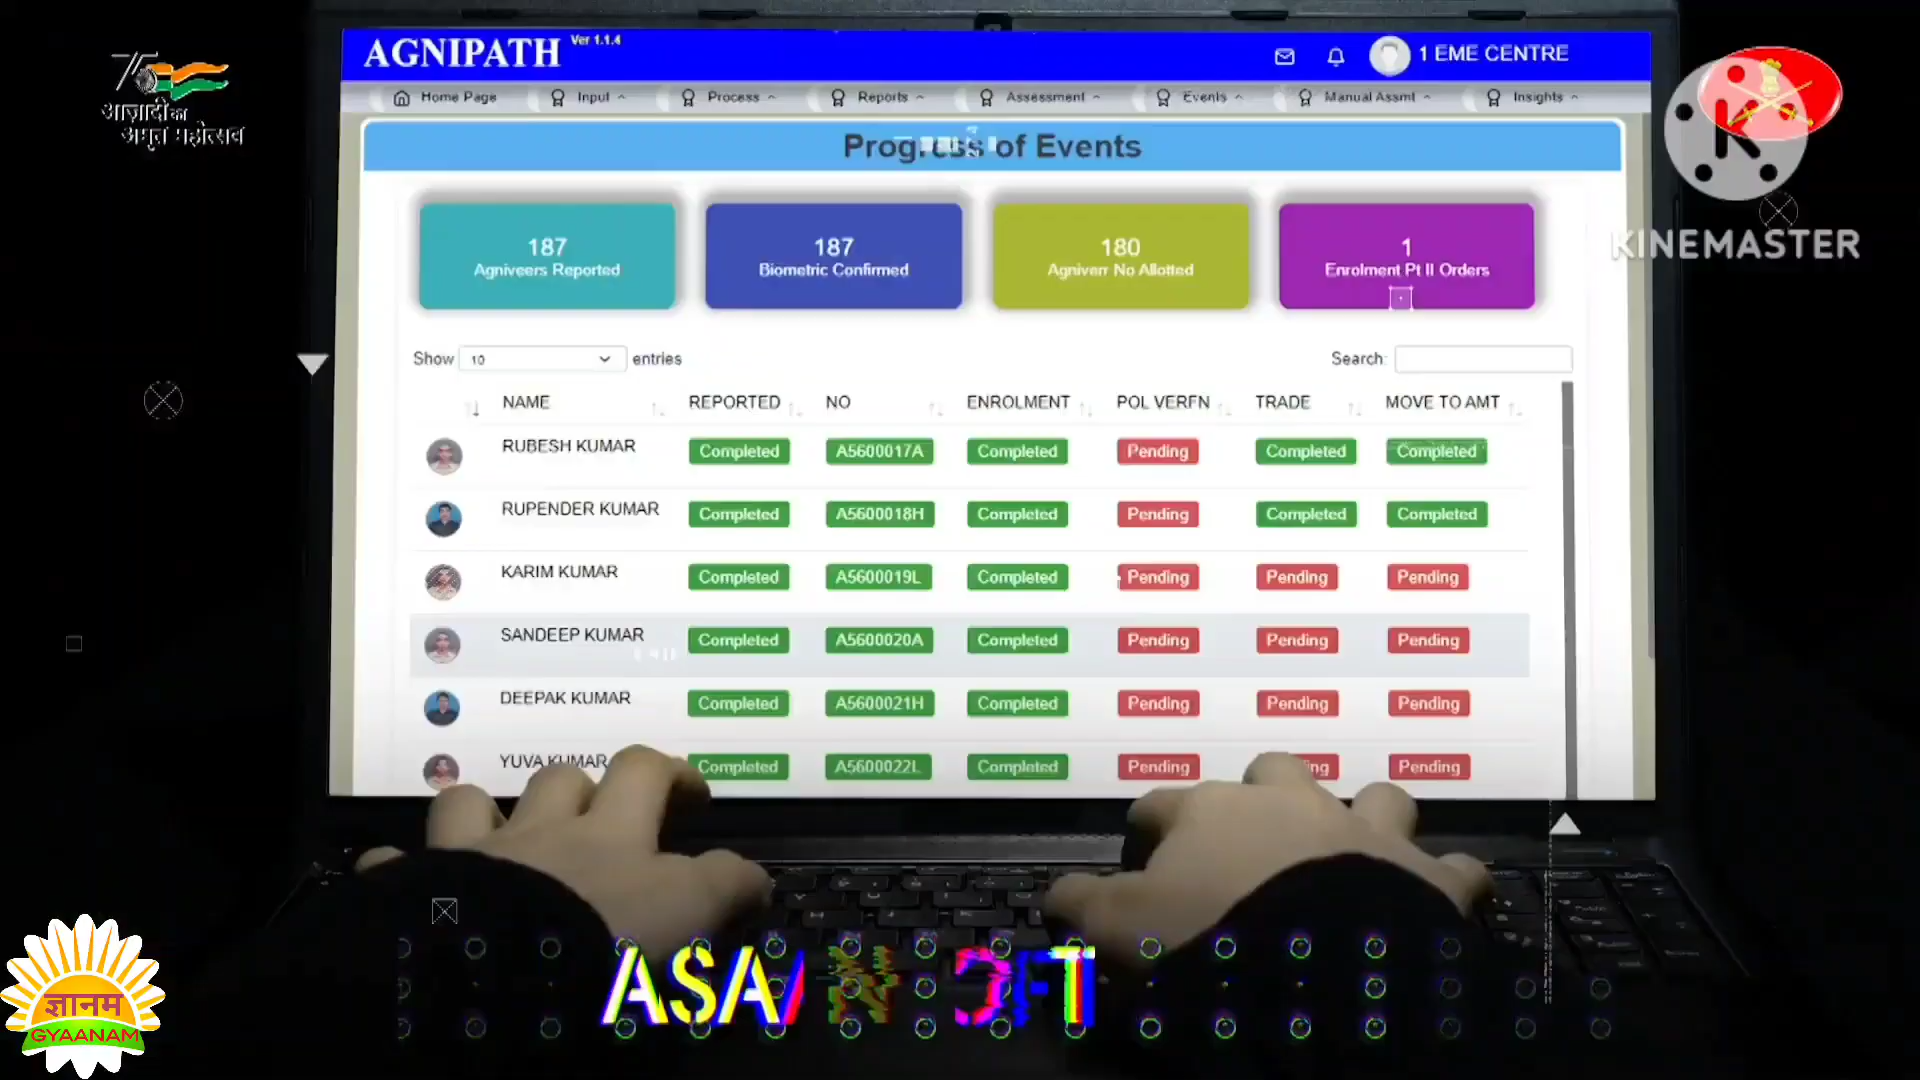 75
आज़ादी का
अमृत महोत्सव
AGNIPATH Ver 1.1.4
1 EME CENTRE
K
KINEMASTER
Home Page Input Process Reports Assessment Events Manual Assmt Insights
Progress of Events
187 187 180 1
Agniveers Reported Biometric Confirmed Agniverr No Allotted Enrolment Pt II Orders
Show 10 entries Search:
NAME REPORTED NO ENROLMENT POL VERFN TRADE MOVE TO AMT
RUBESH KUMAR Completed A5600017A Completed Pending Completed Completed
RUPENDER KUMAR Completed A5600018H Completed Pending Completed Completed
KARIM KUMAR Completed A5600019L Completed Pending Pending Pending
SANDEEP KUMAR Completed A5600020A Completed Pending Pending Pending
DEEPAK KUMAR Completed A5600021H Completed Pending Pending Pending
YUVA KUMAR Completed A5600022L Completed Pending Pending
ज्ञानम
GYAANAM